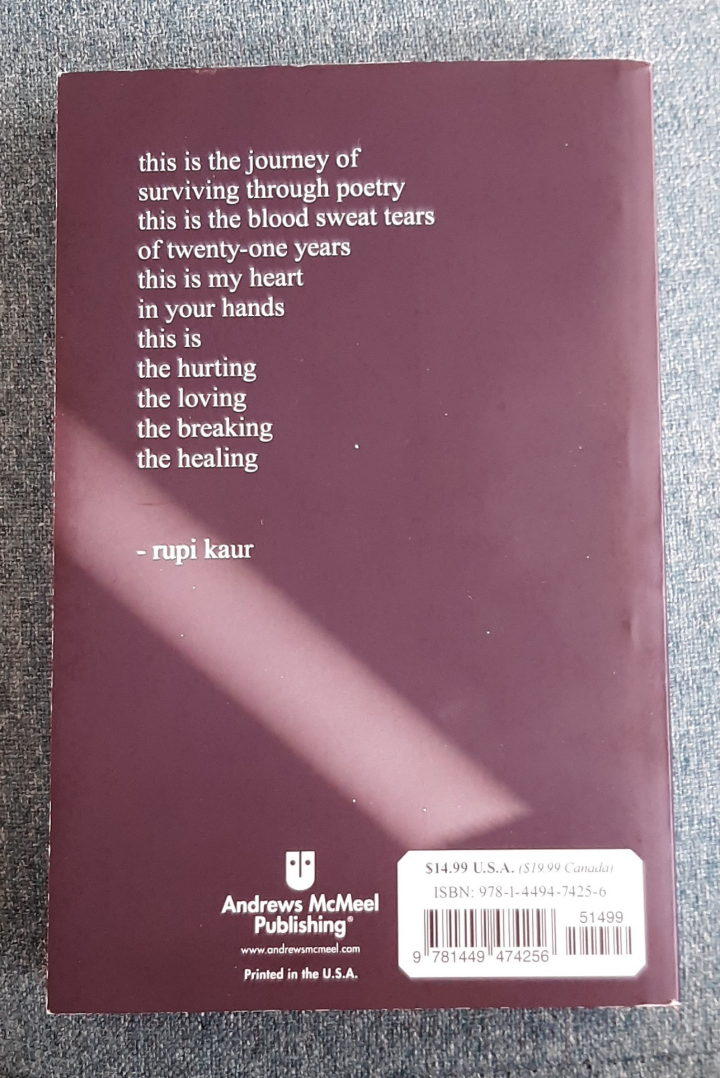 this is the journey of
surviving through poetry
this is the blood sweat tears
of twenty-one years
this is my heart
in your hands
this is
the hurting
the loving
the breaking
the healing
- rupi kaur
Andrews McMeel
Publishing®
www.andrewsmcmeel.com
Printed in the U.S.A.
$14.99 U.S.A. ($19.99 Canada)
ISBN: 978-1-4494-7425-6
51499
9 781449 474256